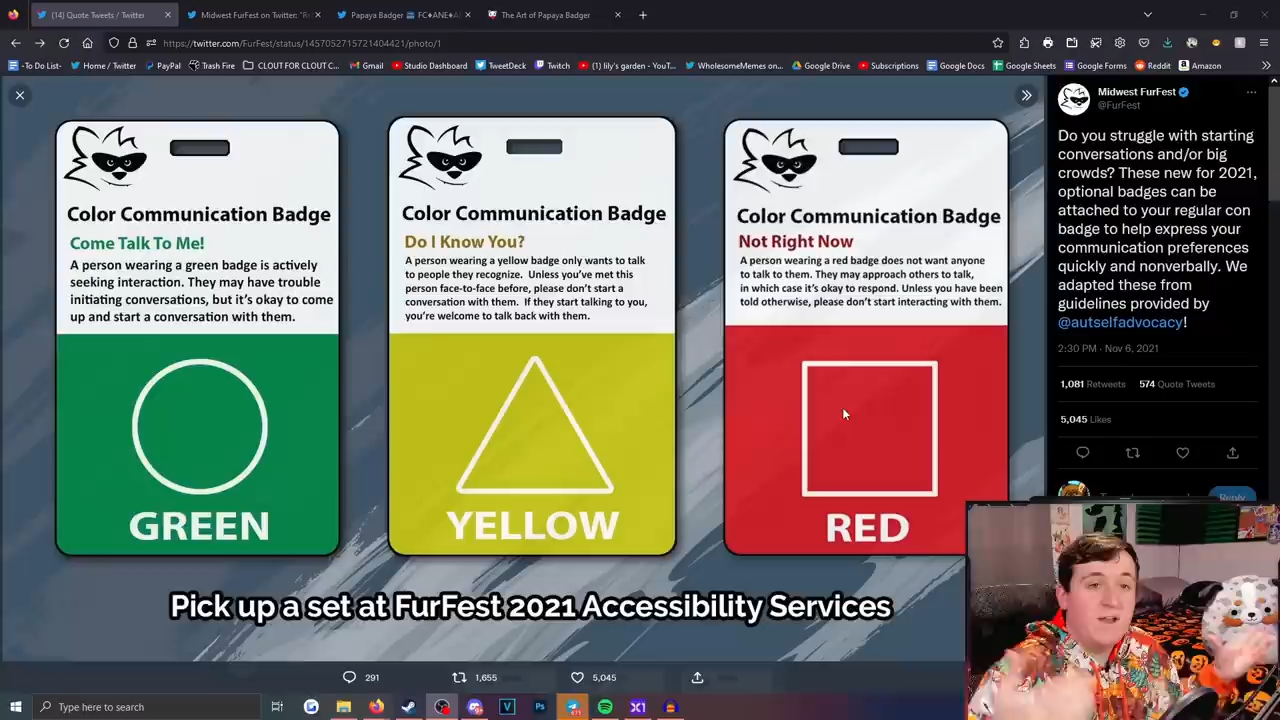 (14) Quote Tweets / Twitter
Midwest FurFest on Twitter: "Re
Papaya Badger
FC♦ANE♦A
The Art of Papaya Badger
https://twitter.com/FurFest/status/1457052715721404421/photo/1
-To Do List-
Home / Twitter
PayPal
Trash Fire
CLOUT FOR CLOUT C...
Gmail
Studio Dashboard
TweetDeck
Twitch
(1) lily's garden - YouT...
WholesomeMemes on...
Google Drive
Subscriptions
Google Docs
Google Sheets
Google Forms
Reddit
Amazon
Color Communication Badge
Come Talk To Me!
A person wearing a green badge is actively
seeking interaction. They may have trouble
initiating conversations, but it's okay to come
up and start a conversation with them.
GREEN
Color Communication Badge
Do I Know You?
A person wearing a yellow badge only wants to talk
to people they recognize. Unless you've met this
person face-to-face before, please don't start a
conversation with them. If they start talking to you,
you're welcome to talk back with them.
YELLOW
Color Communication Badge
Not Right Now
A person wearing a red badge does not want anyone
to talk to them. They may approach others to talk,
in which case it's okay to respond. Unless you have been
told otherwise, please don't start interacting with them.
RED
Pick up a set at FurFest 2021 Accessibility Services
291
1,655
5,045
Midwest FurFest
@FurFest
Do you struggle with starting
conversations and/or big
crowds? These new for 2021,
optional badges can be
attached to your regular con
badge to help express your
communication preferences
quickly and nonverbally. We
adapted these from
guidelines provided by
@autselfadvocacy!
2:30 PM · Nov 6, 2021
1,081 Retweets 574 Quote Tweets
5,045 Likes
Reply
Type here to search